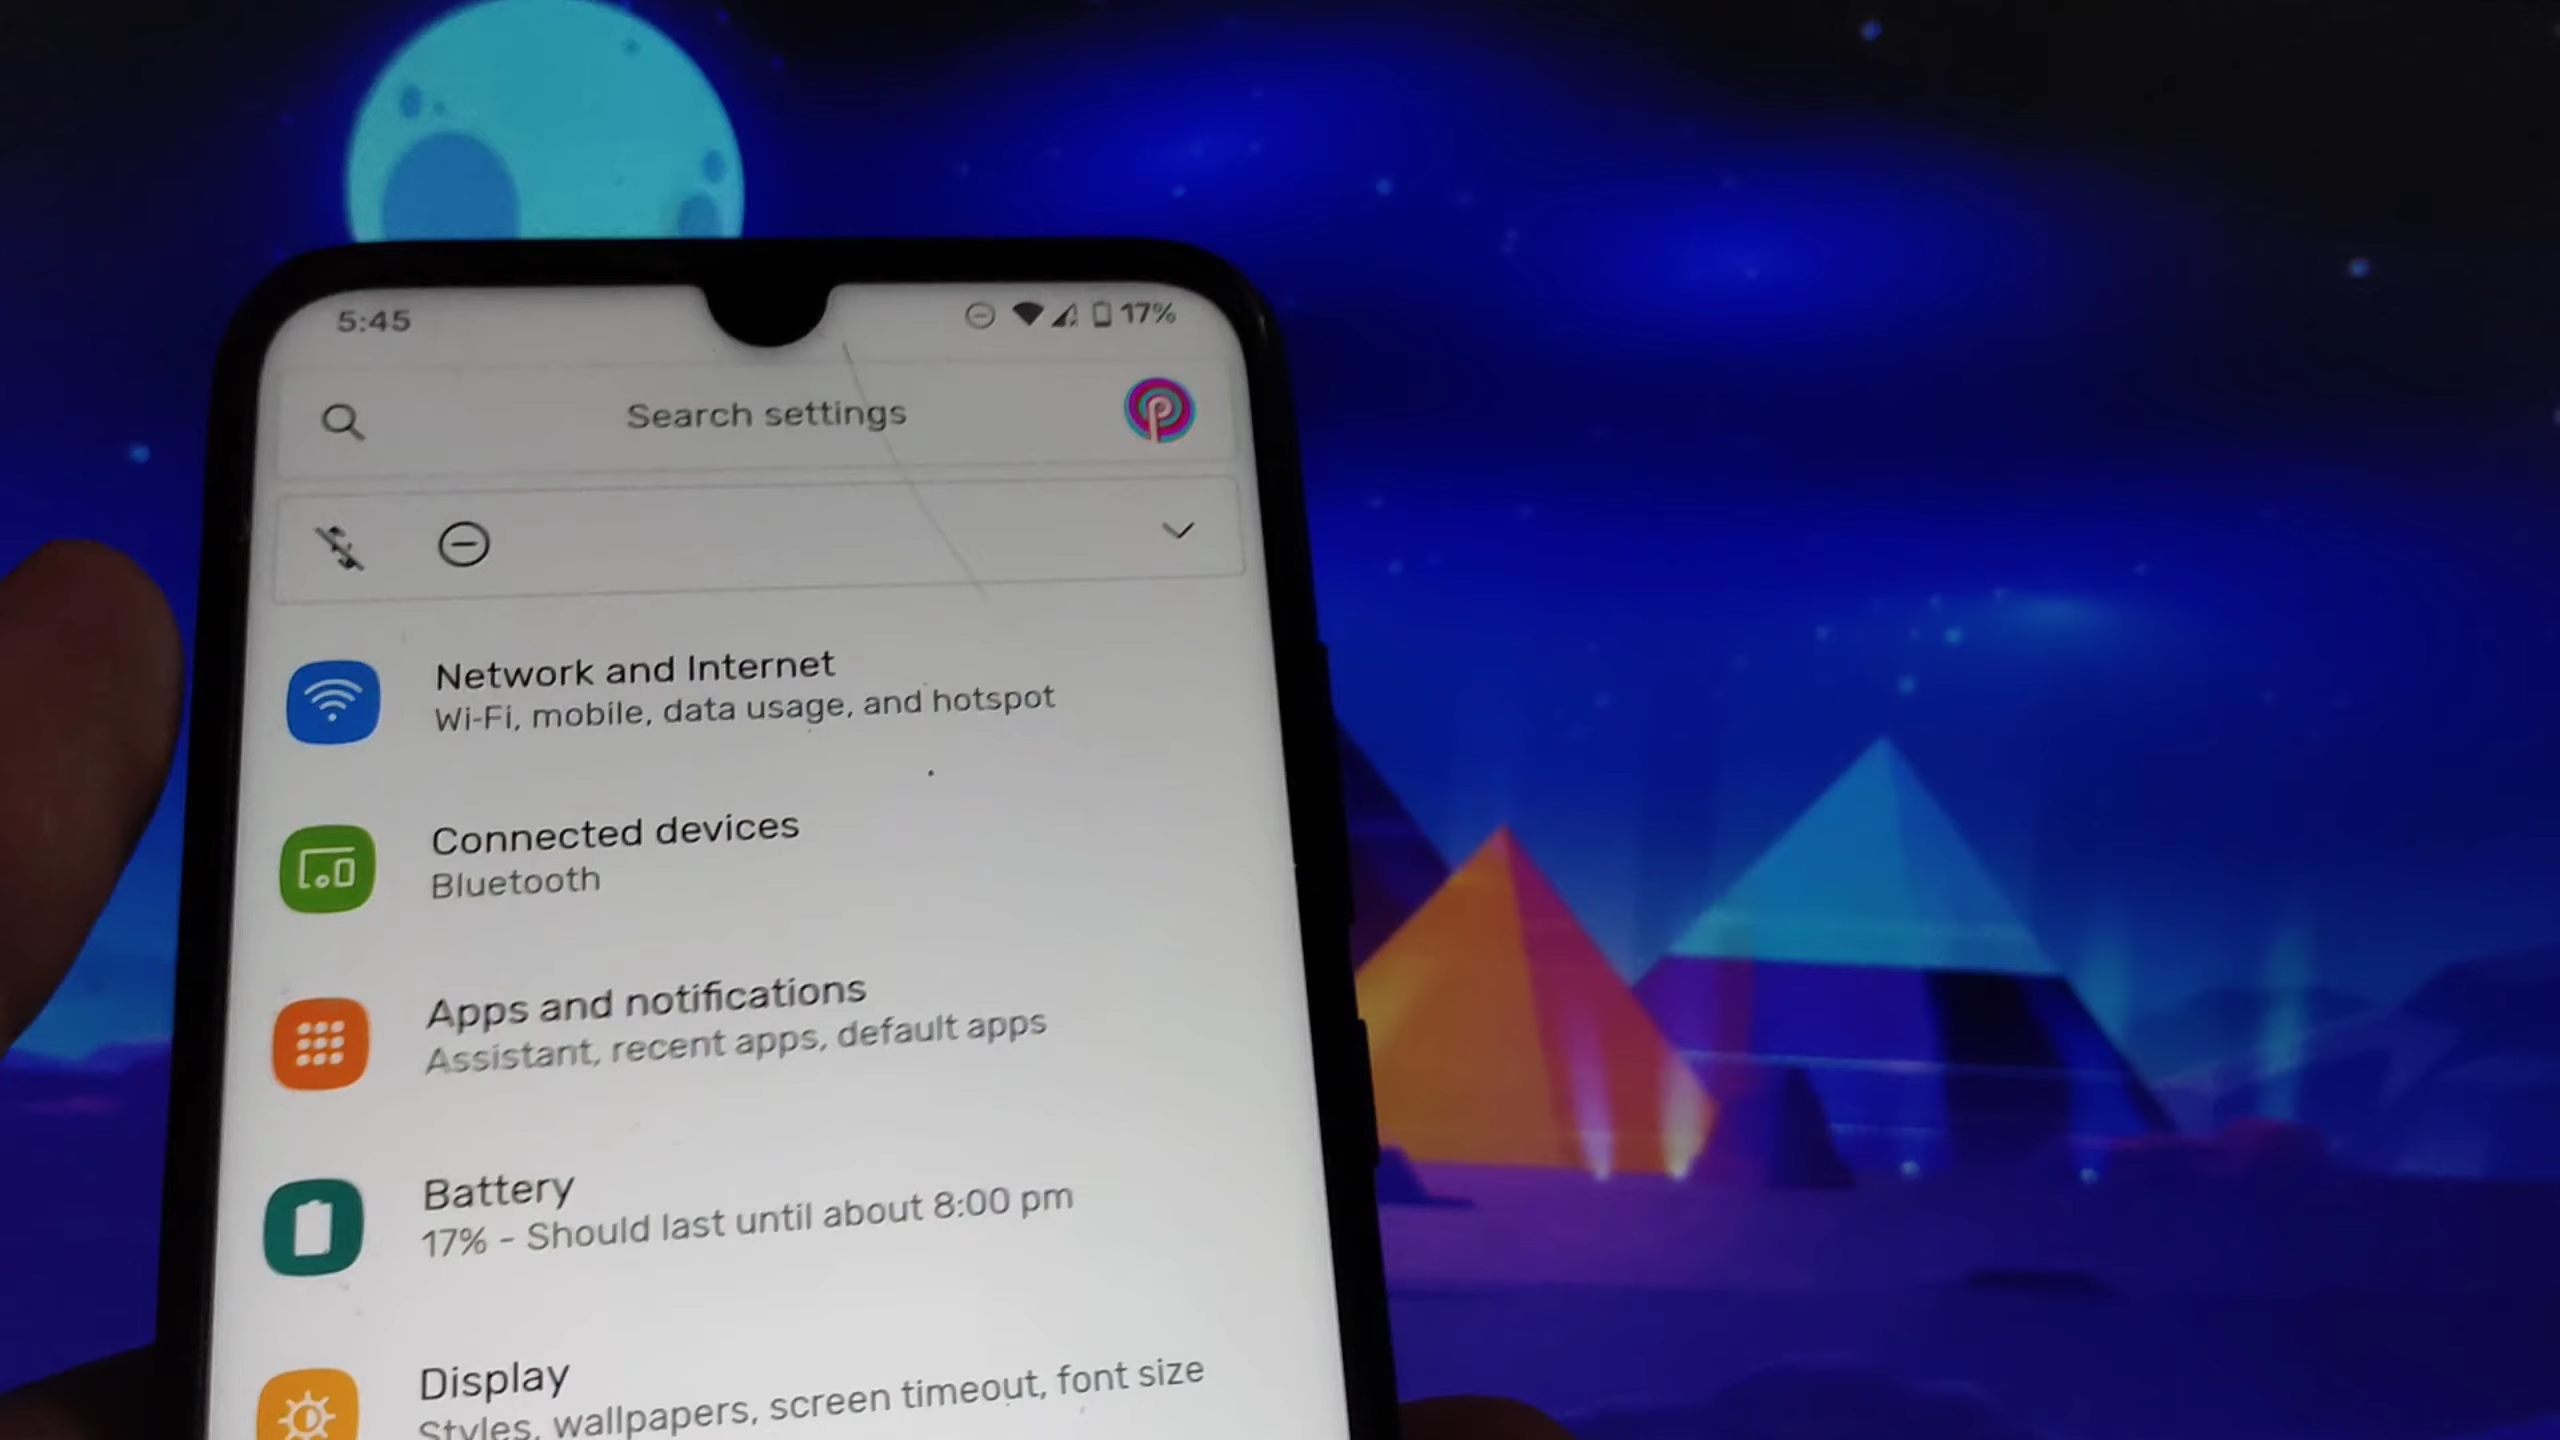 5:45
17%
Search settings
Network and Internet
Wi-Fi, mobile, data usage, and hotspot
Connected devices
Bluetooth
Apps and notifications
Assistant, recent apps, default apps
Battery
17% - Should last until about 8:00 pm
Display
Styles, wallpapers, screen timeout, font size